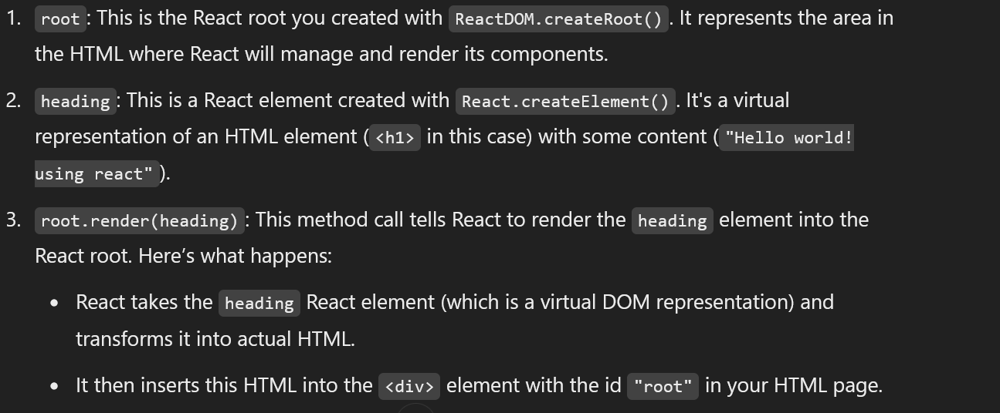 1. root: This is the React root you created with ReactDOM.createRoot(). It represents the area in
the HTML where React will manage and render its components.
2. heading: This is a React element created with React.createElement(). It's a virtual
representation of an HTML element (<h1> in this case) with some content ("Hello world!
using react").
3. root.render(heading): This method call tells React to render the heading element into the
React root. Here’s what happens:
• React takes the heading React element (which is a virtual DOM representation) and
transforms it into actual HTML.
• It then inserts this HTML into the <div> element with the id "root" in your HTML page.